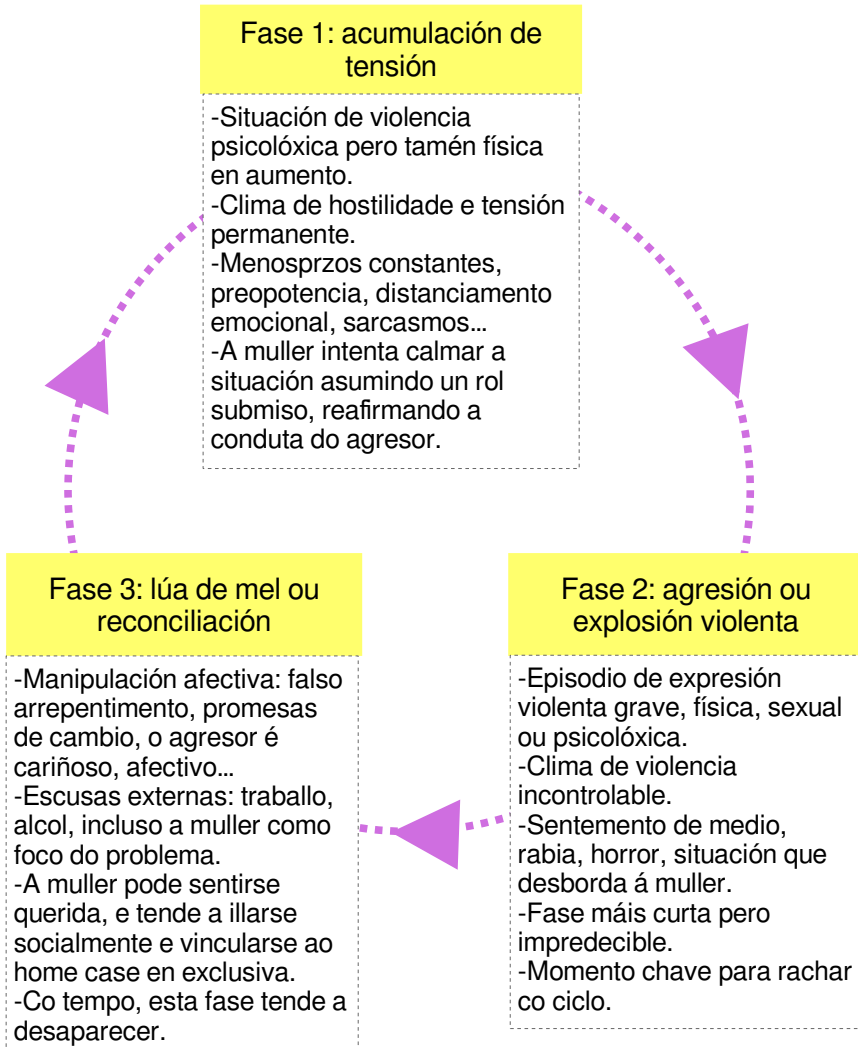 Fase 1: acumulación de
tensión
-Situación de violencia
psicolóxica pero tamén física
en aumento.
-Clima de hostilidade e tensión
permanente.
-Menosprzos constantes,
preopotencia, distanciamento
emocional, sarcasmos...
-A muller intenta calmar a
situación asumindo un rol
submiso, reafirmando a
conduta do agresor.
Fase 2: agresión ou
explosión violenta
-Episodio de expresión
violenta grave, física, sexual
ou psicolóxica.
-Clima de violencia
incontrolable.
-Sentemento de medio,
rabia, horror, situación que
desborda á muller.
-Fase máis curta pero
impredecible.
-Momento chave para rachar
co ciclo.
Fase 3: lúa de mel ou
reconciliación
-Manipulación afectiva: falso
arrepentimento, promesas
de cambio, o agresor é
cariñoso, afectivo...
-Escusas externas: traballo,
alcol, incluso a muller como
foco do problema.
-A muller pode sentirse
querida, e tende a illarse
socialmente e vincularse ao
home case en exclusiva.
-Co tempo, esta fase tende a
desaparecer.